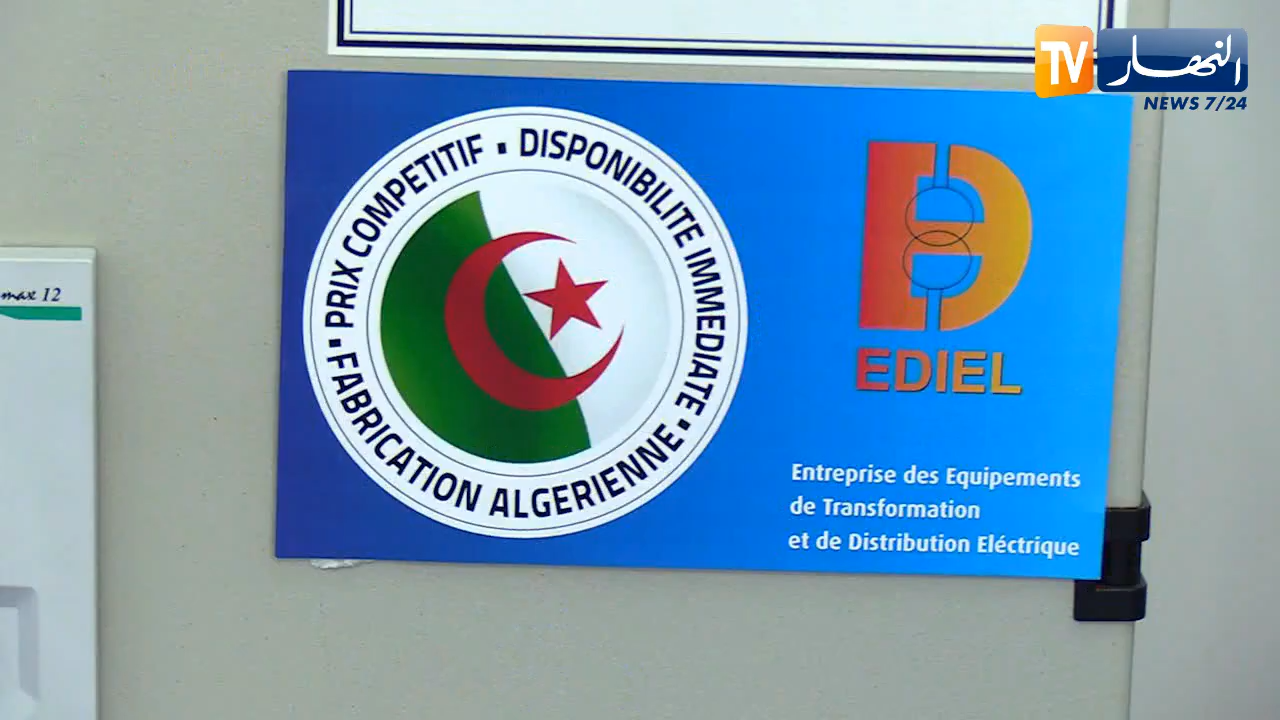 TV النهار
NEWS 7/24
PRIX COMPETITIF ▪ DISPONIBILITE IMMEDIATE ▪ FABRICATION ALGERIENNE ▪
EDIEL
Entreprise des Equipements
de Transformation
et de Distribution Eléctrique
max 12